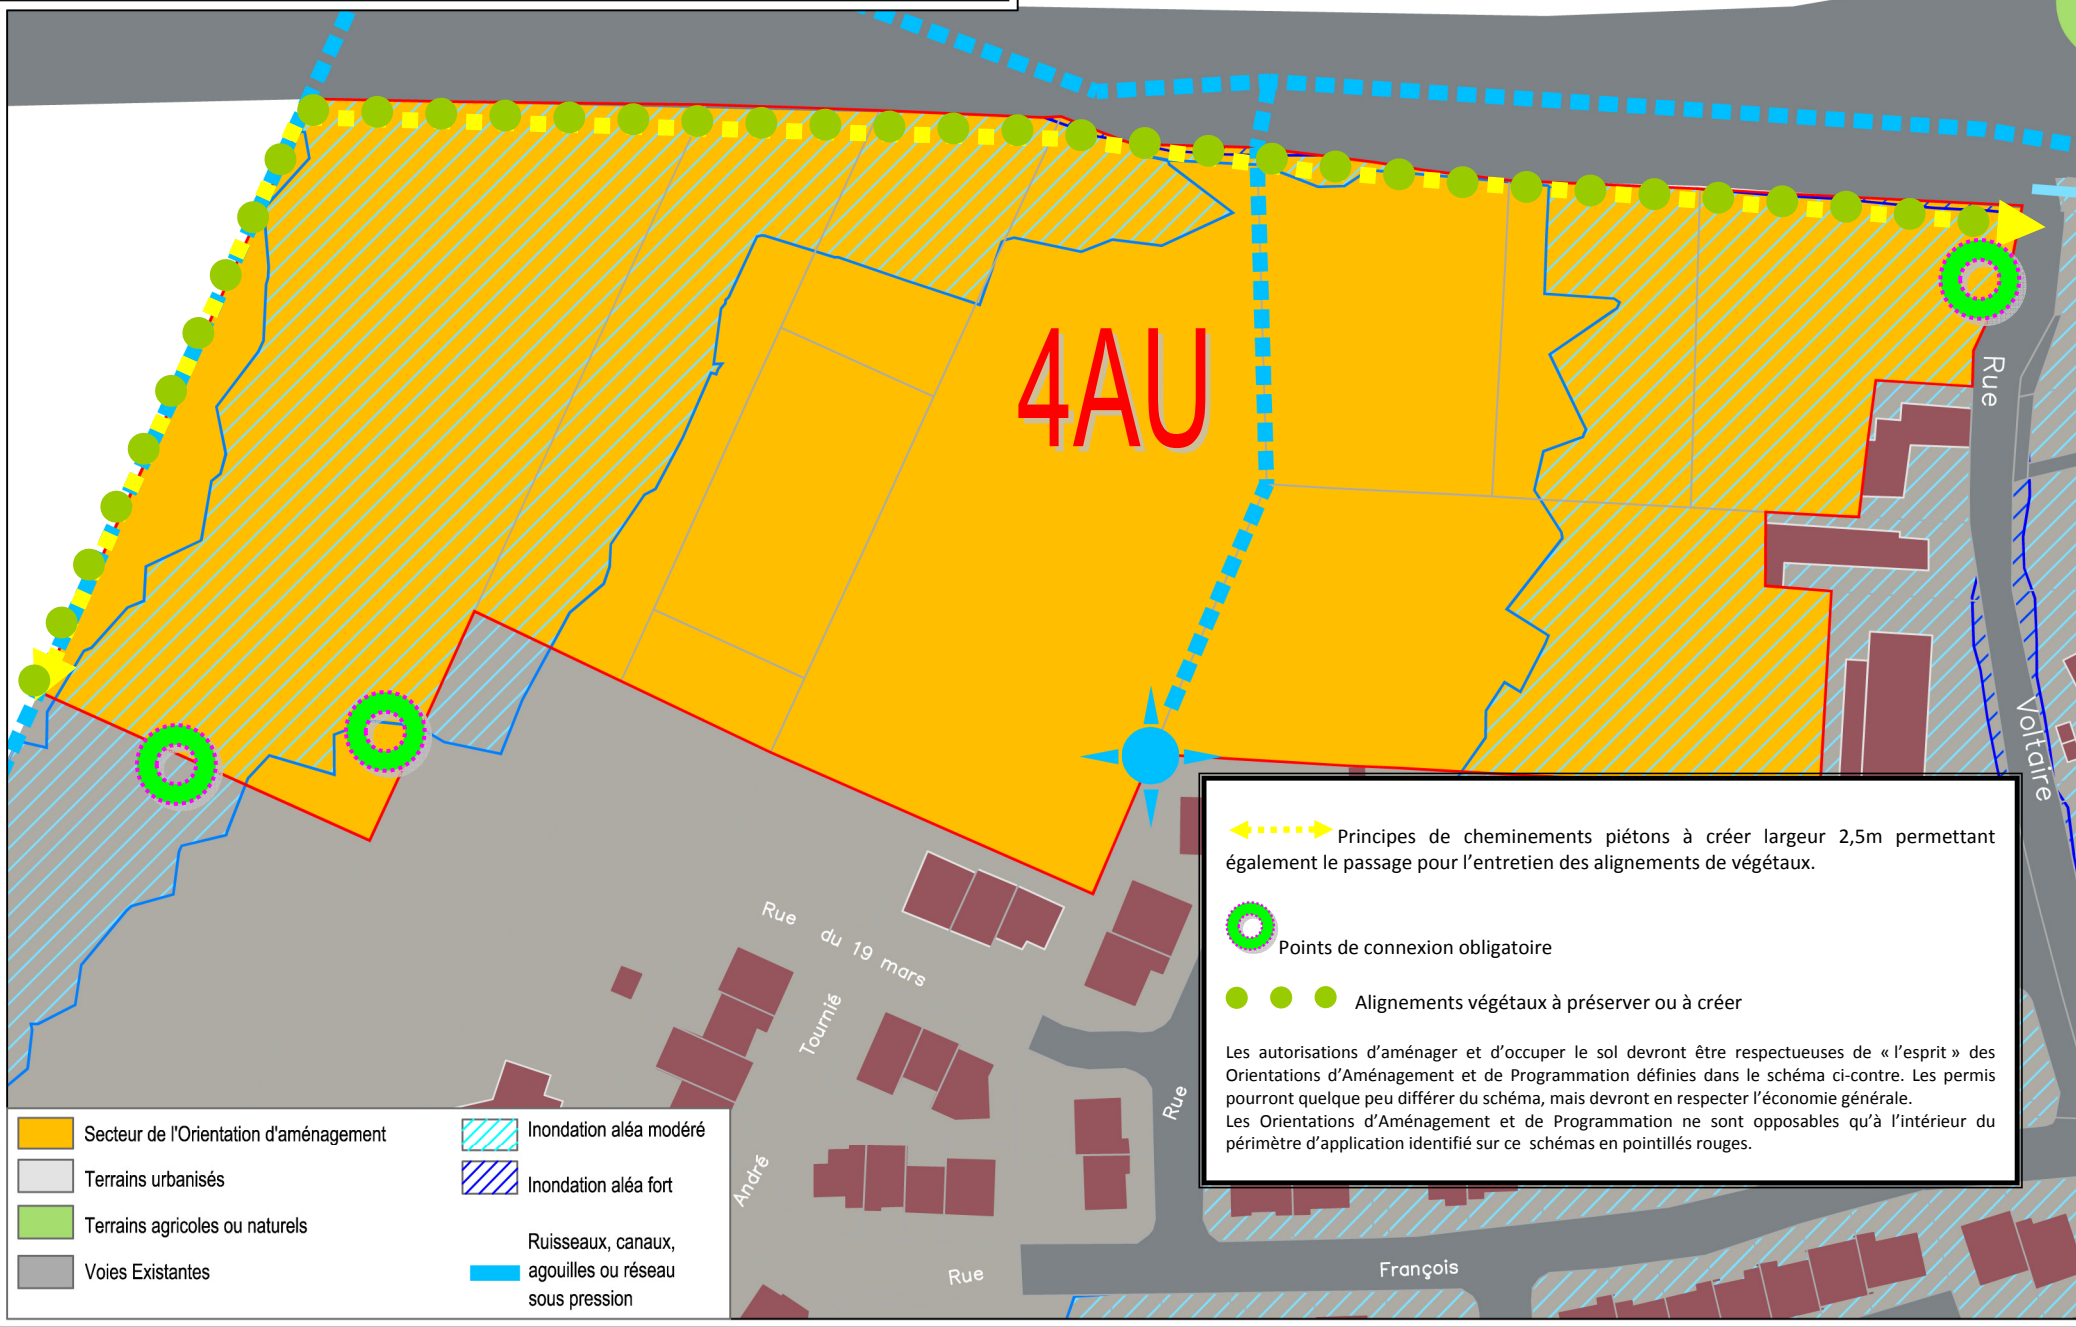 4AU
Rue
Voltaire
Principes de cheminements piétons à créer largeur 2,5m permettant
également le passage pour l'entretien des alignements de végétaux.
Points de connexion obligatoire
Alignements végétaux à préserver ou à créer
Les autorisations d'aménager et d'occuper le sol devront être respectueuses de « l'esprit » des
Orientations d'Aménagement et de Programmation définies dans le schéma ci-contre. Les permis
pourront quelque peu différer du schéma, mais devront en respecter l'économie générale.
Les Orientations d'Aménagement et de Programmation ne sont opposables qu'à l'intérieur du
périmètre d'application identifié sur ce schémas en pointillés rouges.
Rue du 19 mars
Tournié
André
Rue
Rue
François
Secteur de l'Orientation d'aménagement
Terrains urbanisés
Terrains agricoles ou naturels
Voies Existantes
Inondation aléa modéré
Inondation aléa fort
Ruisseaux, canaux,
agouilles ou réseau
sous pression